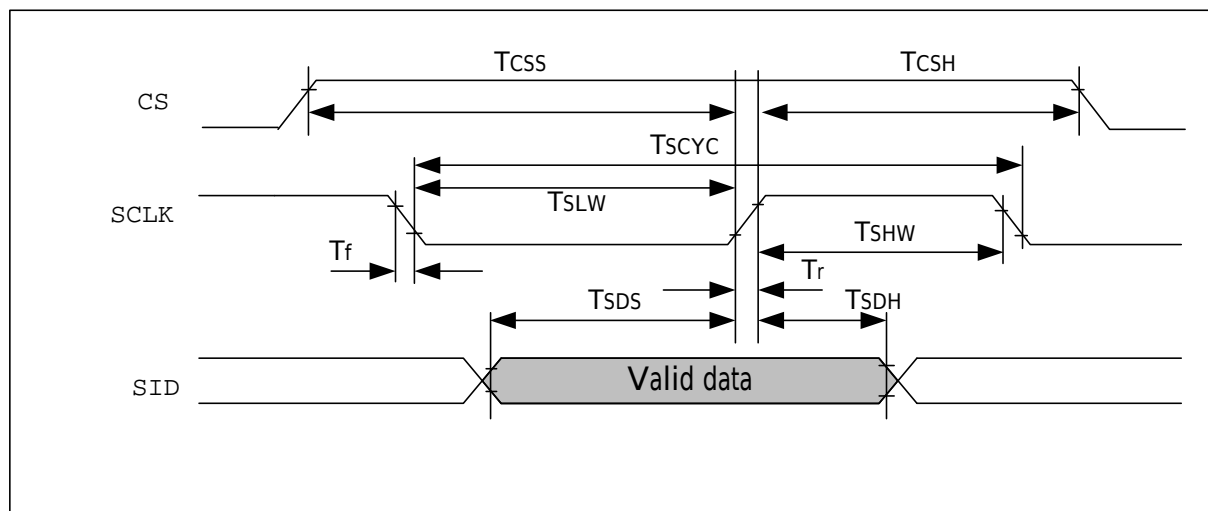 TCSS
TCSH
CS
TSCYC
TSLW
SCLK
TSHW
Tf
Tr
TSDS
TSDH
Valid data
SID